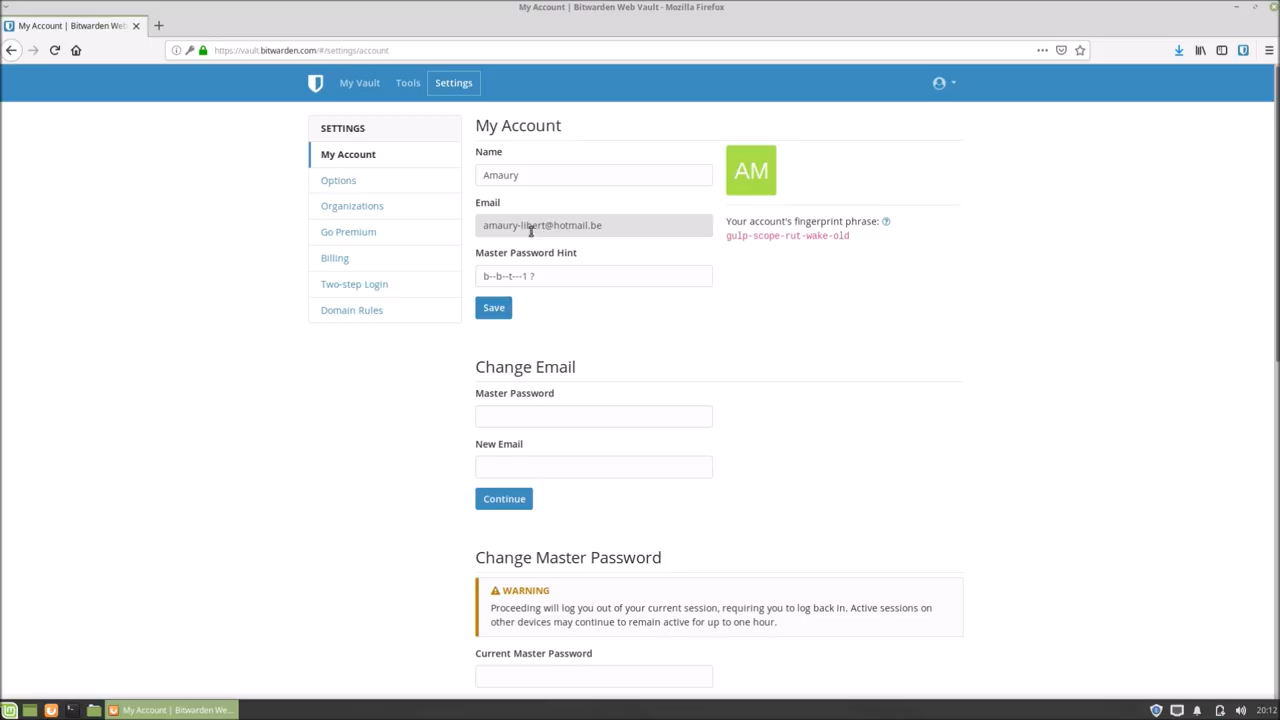 My Account | Bitwarden Web Vault - Mozilla Firefox
My Account | Bitwarden Web
https://vault.bitwarden.com/#/settings/account
My Vault
Tools
Settings
SETTINGS
My Account
Options
Organizations
Go Premium
Billing
Two-step Login
Domain Rules
My Account
Name
Amaury
Email
amaury-libert@hotmail.be
Master Password Hint
b--b--t---1 ?
Save
AM
Your account's fingerprint phrase:
gulp-scope-rut-wake-old
Change Email
Master Password
New Email
Continue
Change Master Password
WARNING
Proceeding will log you out of your current session, requiring you to log back in. Active sessions on
other devices may continue to remain active for up to one hour.
Current Master Password
My Account | Bitwarden We...
20:12